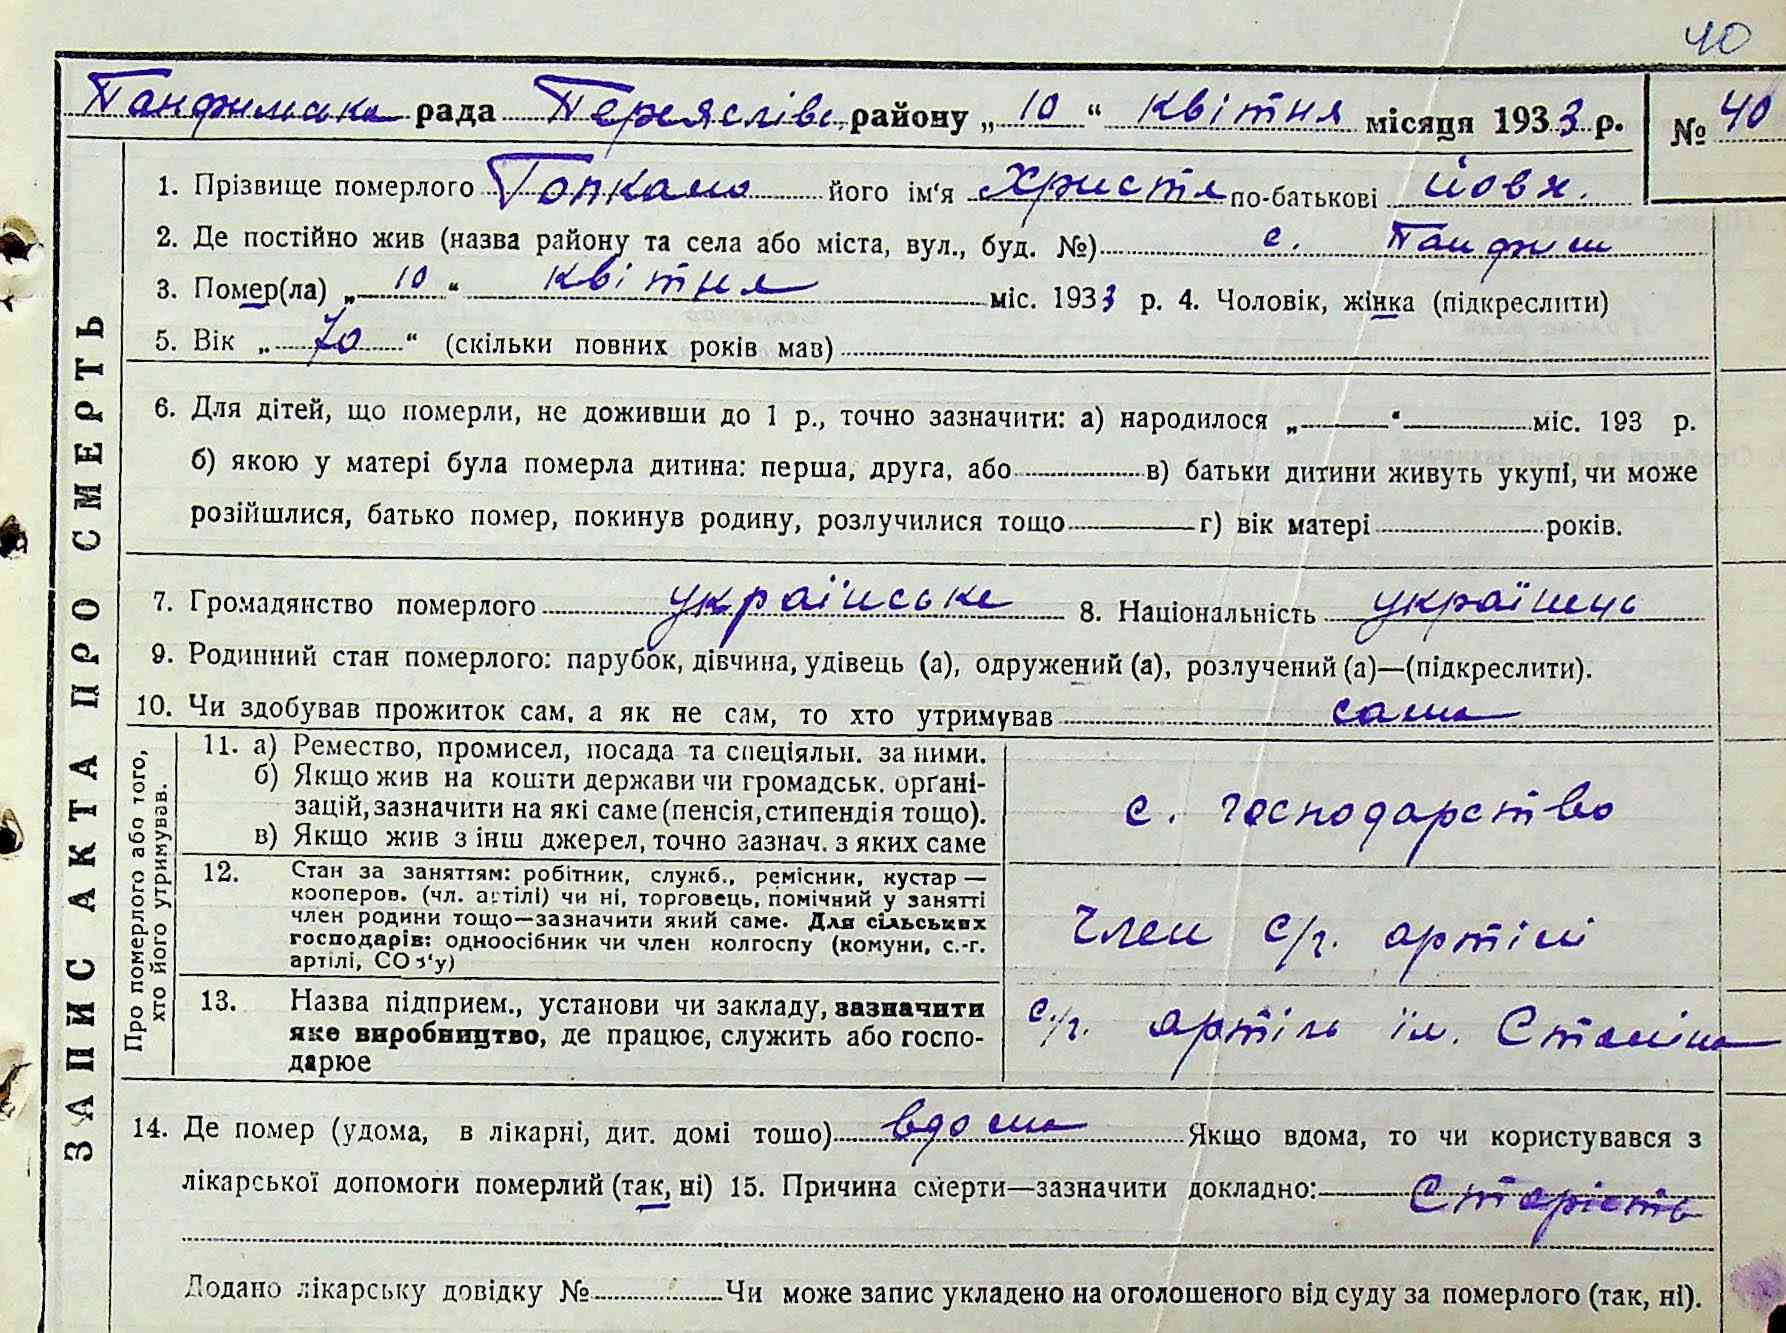 40
Панфильська рада Переяслівс. району „10“ квітня місяця 1933 р. № 40
ЗАПИС АКТА ПРО СМЕРТЬ
1. Прізвище померлого Топкало його ім‘я Христя по-батькові Йовх.
2. Де постійно жив (назва району та села або міста, вул., буд. №) с. Панфили
3. Помер(ла) „10“ квітня міс. 1933 р. 4. Чоловік, жінка (підкреслити)
5. Вік „70“ (скільки повних років мав)
6. Для дітей, що померли, не доживши до 1 р., точно зазначити: а) народилося „—“ — міс. 193 р.
б) якою у матері була померла дитина: перша, друга, або в) батьки дитини живуть укупі, чи може
розійшлися, батько помер, покинув родину, розлучилися тощо — г) вік матері років.
7. Громадянство померлого українське 8. Національність українець
9. Родинний стан померлого: парубок, дівчина, удівець (а), одружений (а), розлучений (а)—(підкреслити).
10. Чи здобував прожиток сам, а як не сам, то хто утримував сама
Про померлого або того,
хто його утримував.
11. а) Ремество, промисел, посада та спеціяльн. за ними.
б) Якщо жив на кошти держави чи громадськ. орґані-
зацій, зазначити на які саме (пенсія, стипендія тощо).
в) Якщо жив з інш джерел, точно зазнач. з яких саме
с. господарство
12. Стан за заняттям: робітник, служб., ремісник, кустар —
кооперов. (чл. артілі) чи ні, торговець, помічний у занятті
член родини тощо—зазначити який саме. Для сільських
господарів: одноосібник чи член колгоспу (комуни, с.-г.
артілі, СОЗ‘у)
Член с/г. артілі
13. Назва підприєм., установи чи закладу, зазначити
яке виробництво, де працює, служить або госпо-
дарює
с/г. артіль їм. Сталіна
14. Де помер (удома, в лікарні, дит. домі тошо) вдома Якщо вдома, то чи користувався з
лікарської допомоги померлий (так, ні) 15. Причина смерти—зазначити докладно: Старість
Додано лікарську довідку № Чи може запис укладено на оголошеного від суду за померлого (так, ні).